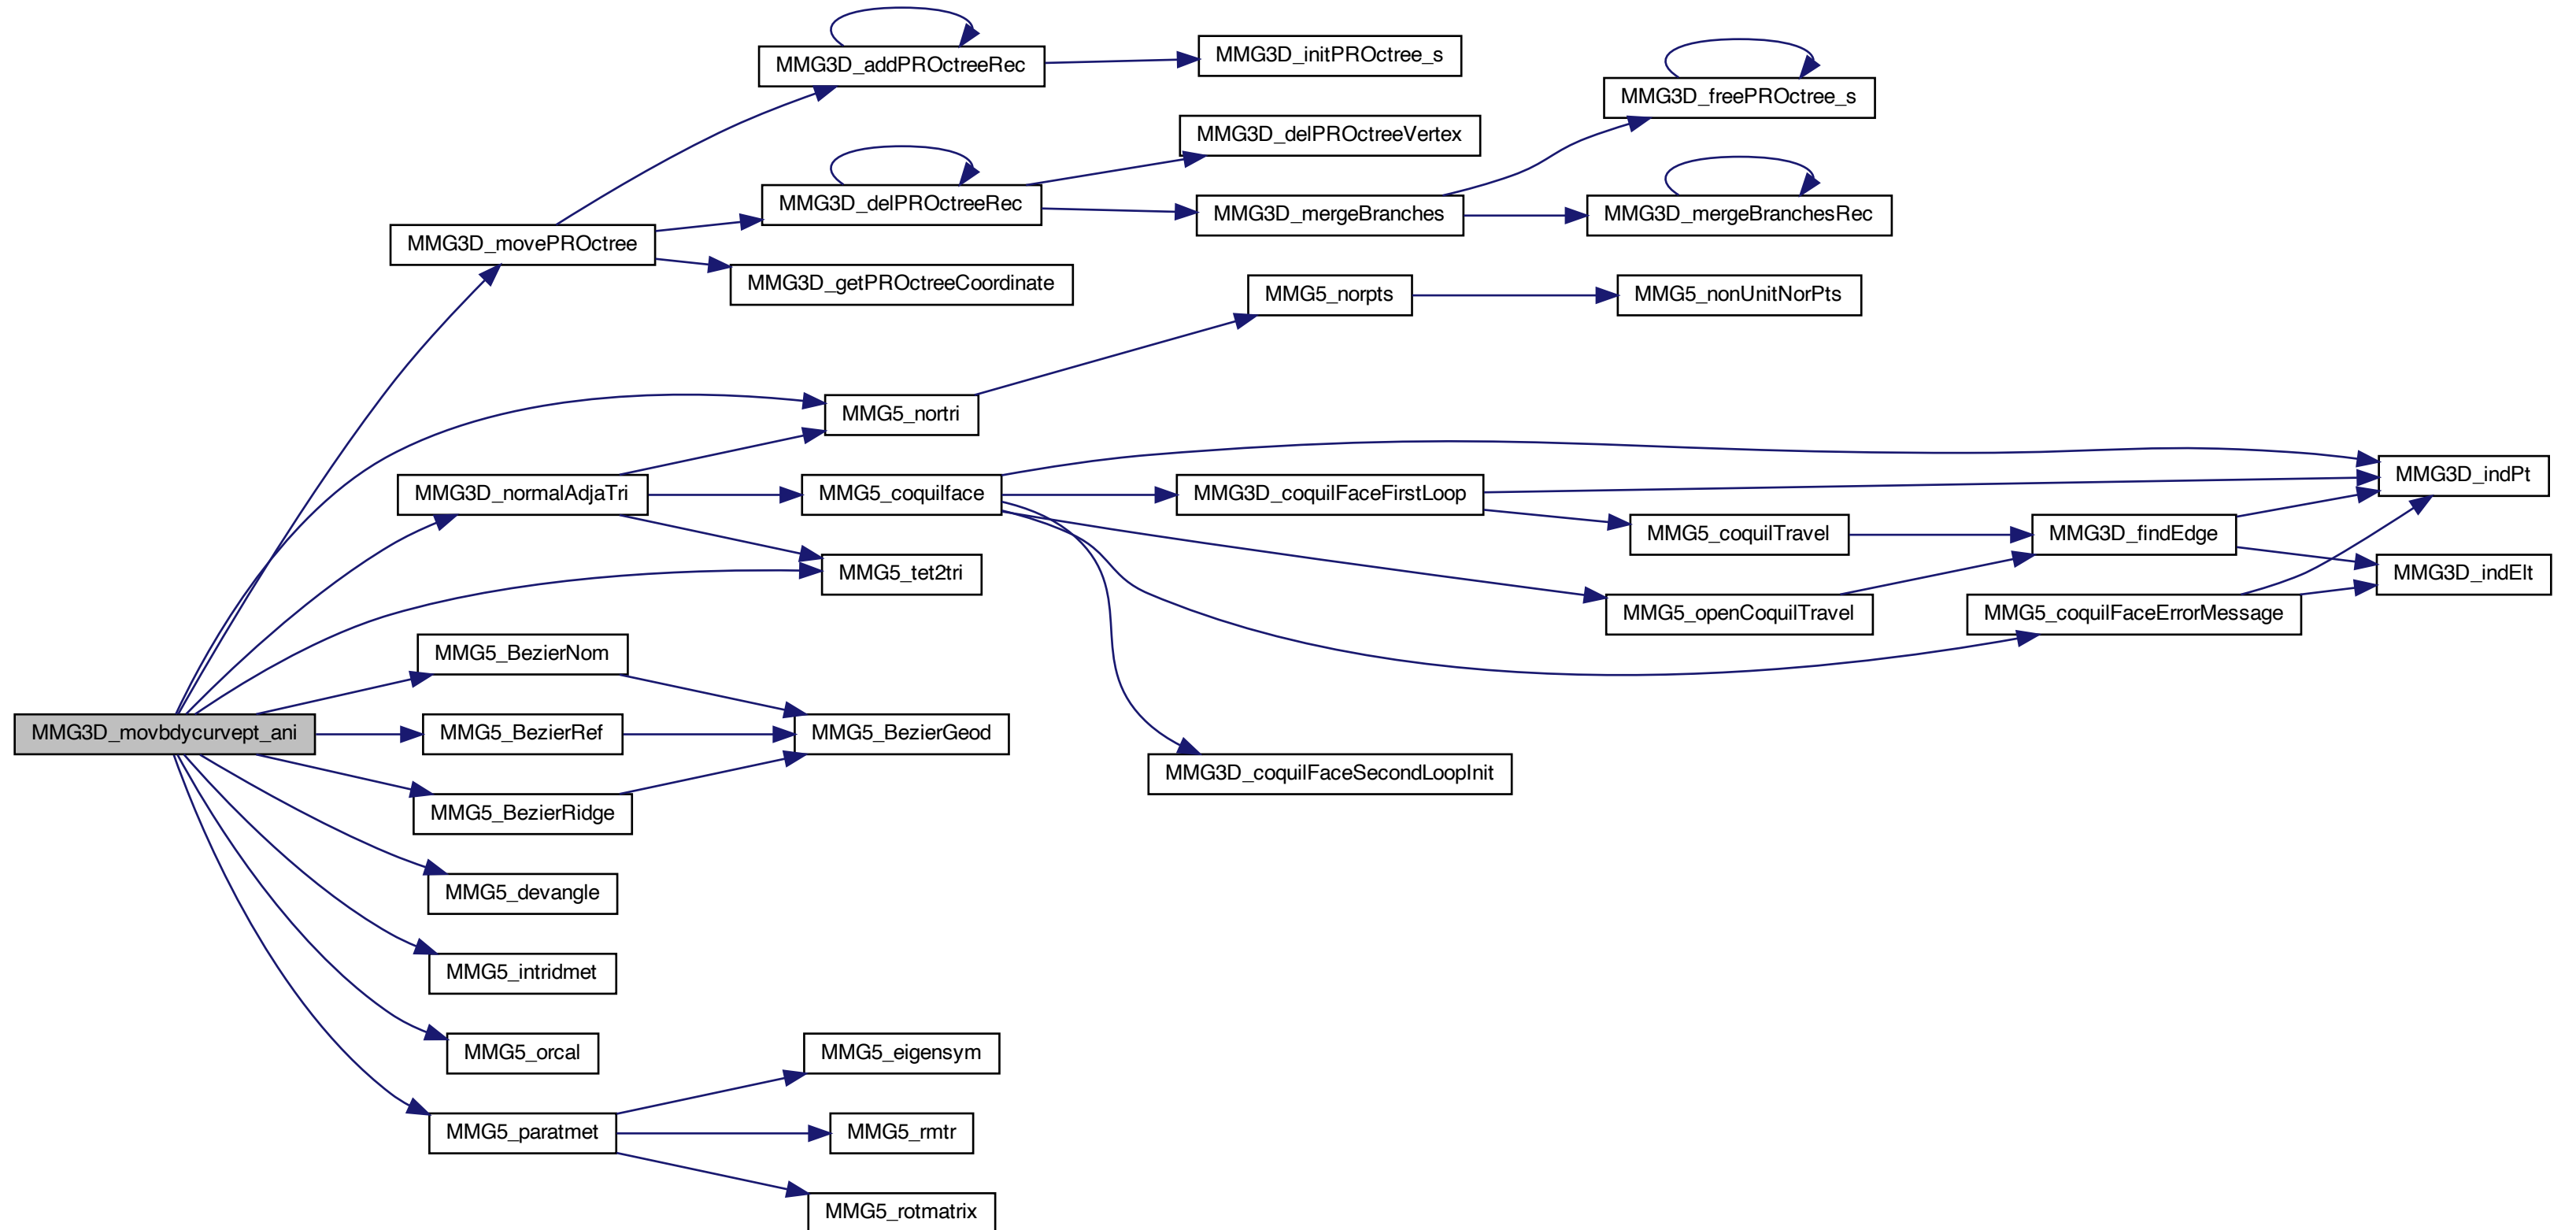 MMG3D_addPROctreeRec
MMG3D_initPROctree_s
MMG3D_freePROctree_s
MMG3D_delPROctreeVertex
MMG3D_delPROctreeRec
MMG3D_mergeBranches
MMG3D_mergeBranchesRec
MMG3D_movePROctree
MMG3D_getPROctreeCoordinate
MMG5_norpts
MMG5_nonUnitNorPts
MMG5_nortri
MMG3D_normalAdjaTri
MMG5_coquilface
MMG3D_coquilFaceFirstLoop
MMG3D_indPt
MMG5_coquilTravel
MMG3D_findEdge
MMG5_tet2tri
MMG3D_indElt
MMG5_openCoquilTravel
MMG5_coquilFaceErrorMessage
MMG5_BezierNom
MMG3D_movbdycurvept_ani
MMG5_BezierRef
MMG5_BezierGeod
MMG3D_coquilFaceSecondLoopInit
MMG5_BezierRidge
MMG5_devangle
MMG5_intridmet
MMG5_orcal
MMG5_eigensym
MMG5_paratmet
MMG5_rmtr
MMG5_rotmatrix